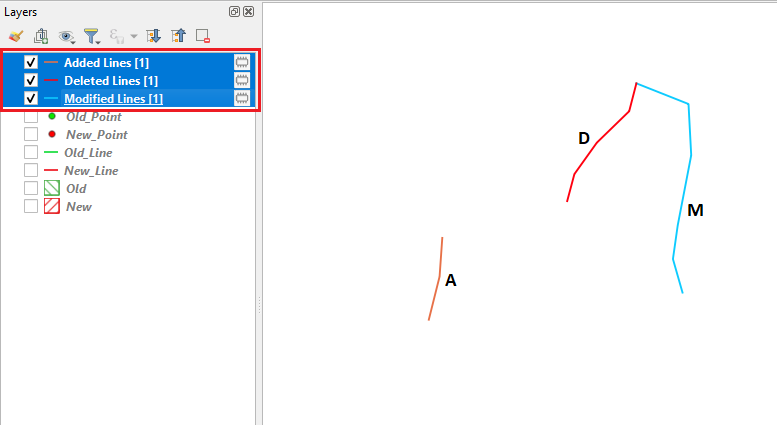 Layers
Added Lines [1]
Deleted Lines [1]
Modified Lines [1]
Old_Point
New_Point
Old_Line
New_Line
Old
New
D
M
A